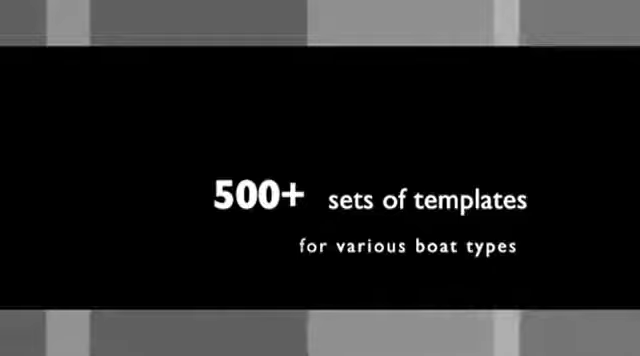 500+ sets of templates
for various boat types